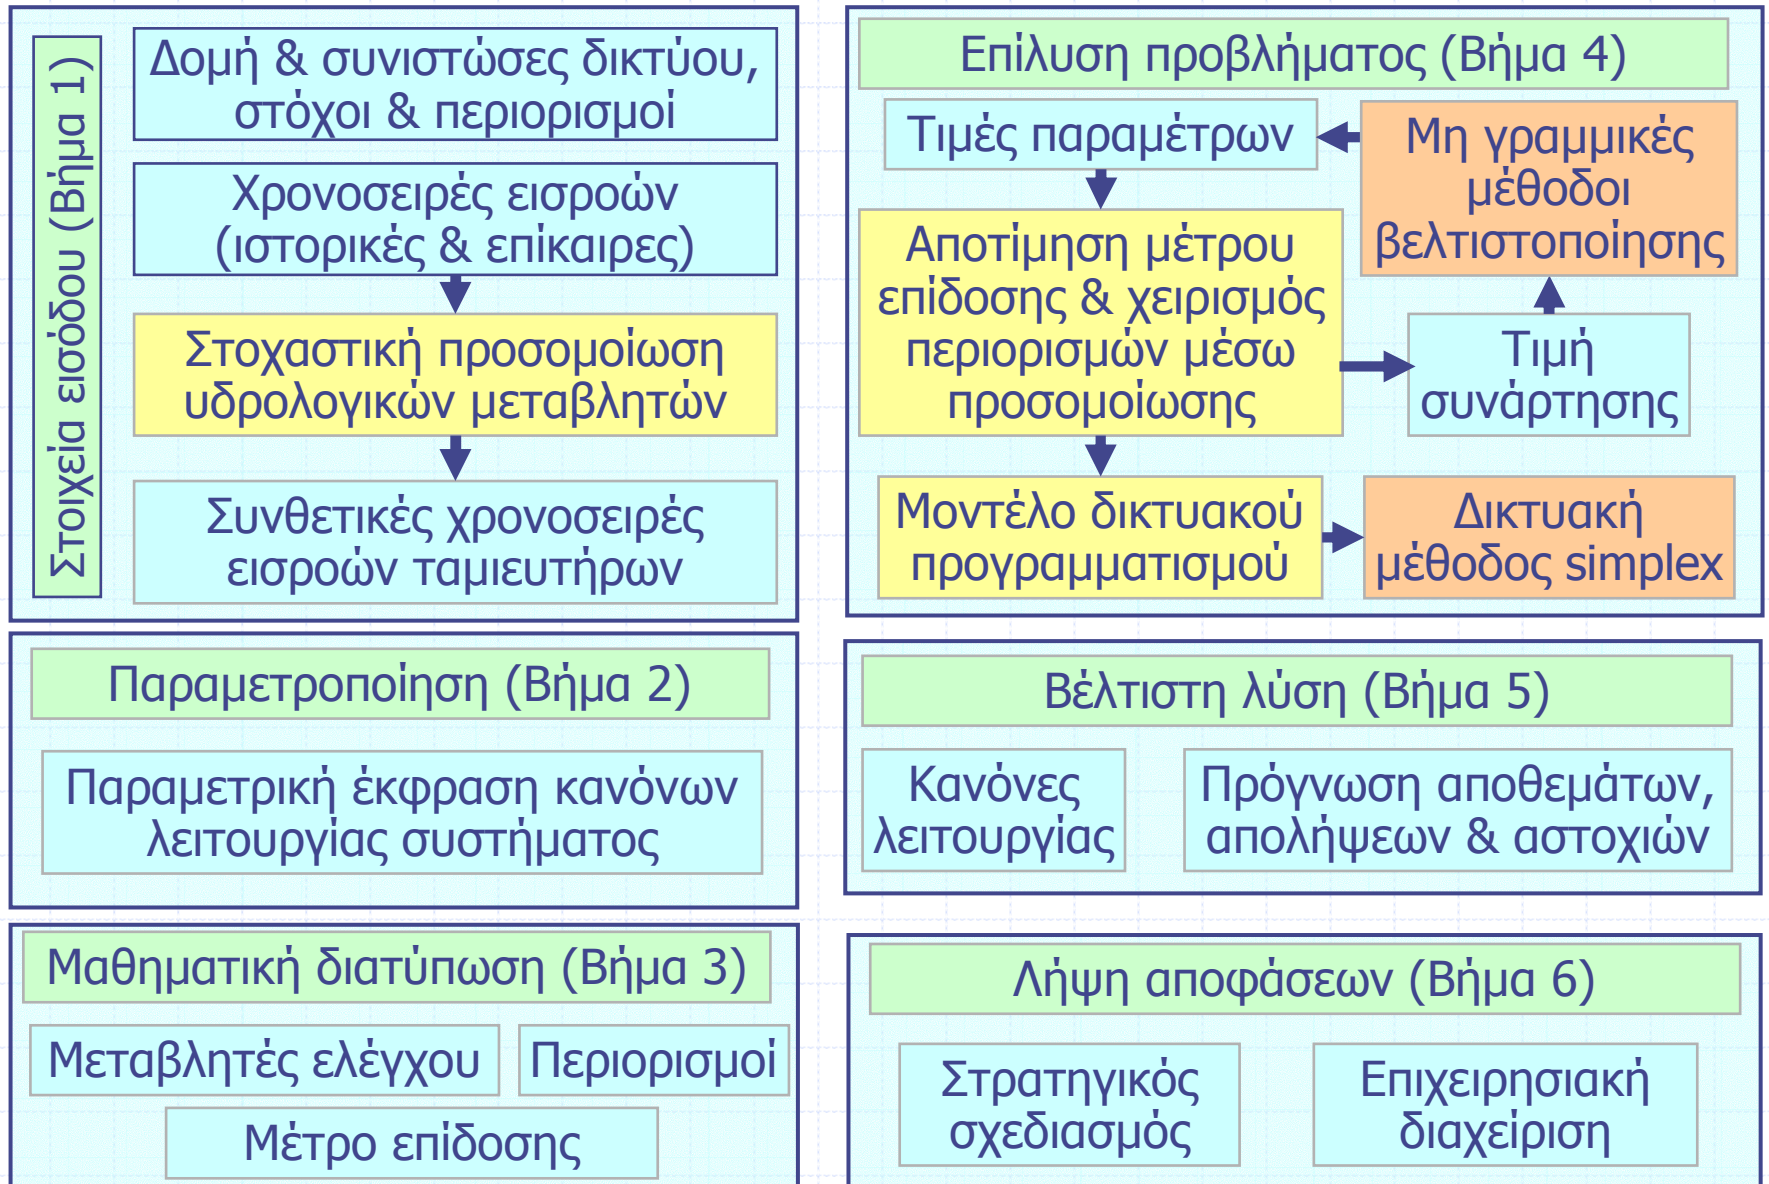 Στοιχεία εισόδου (Βήμα 1)
Δομή & συνιστώσες δικτύου,
στόχοι & περιορισμοί
Χρονοσειρές εισροών
(ιστορικές & επίκαιρες)
Στοχαστική προσομοίωση
υδρολογικών μεταβλητών
Συνθετικές χρονοσειρές
εισροών ταμιευτήρων
Παραμετροποίηση (Βήμα 2)
Παραμετρική έκφραση κανόνων
λειτουργίας συστήματος
Μαθηματική διατύπωση (Βήμα 3)
Μεταβλητές ελέγχου
Περιορισμοί
Μέτρο επίδοσης
Επίλυση προβλήματος (Βήμα 4)
Τιμές παραμέτρων
Μη γραμμικές
μέθοδοι
βελτιστοποίησης
Αποτίμηση μέτρου
επίδοσης & χειρισμός
περιορισμών μέσω
προσομοίωσης
Τιμή
συνάρτησης
Μοντέλο δικτυακού
προγραμματισμού
Δικτυακή
μέθοδος simplex
Βέλτιστη λύση (Βήμα 5)
Κανόνες
λειτουργίας
Πρόγνωση αποθεμάτων,
απολήψεων & αστοχιών
Λήψη αποφάσεων (Βήμα 6)
Στρατηγικός
σχεδιασμός
Επιχειρησιακή
διαχείριση